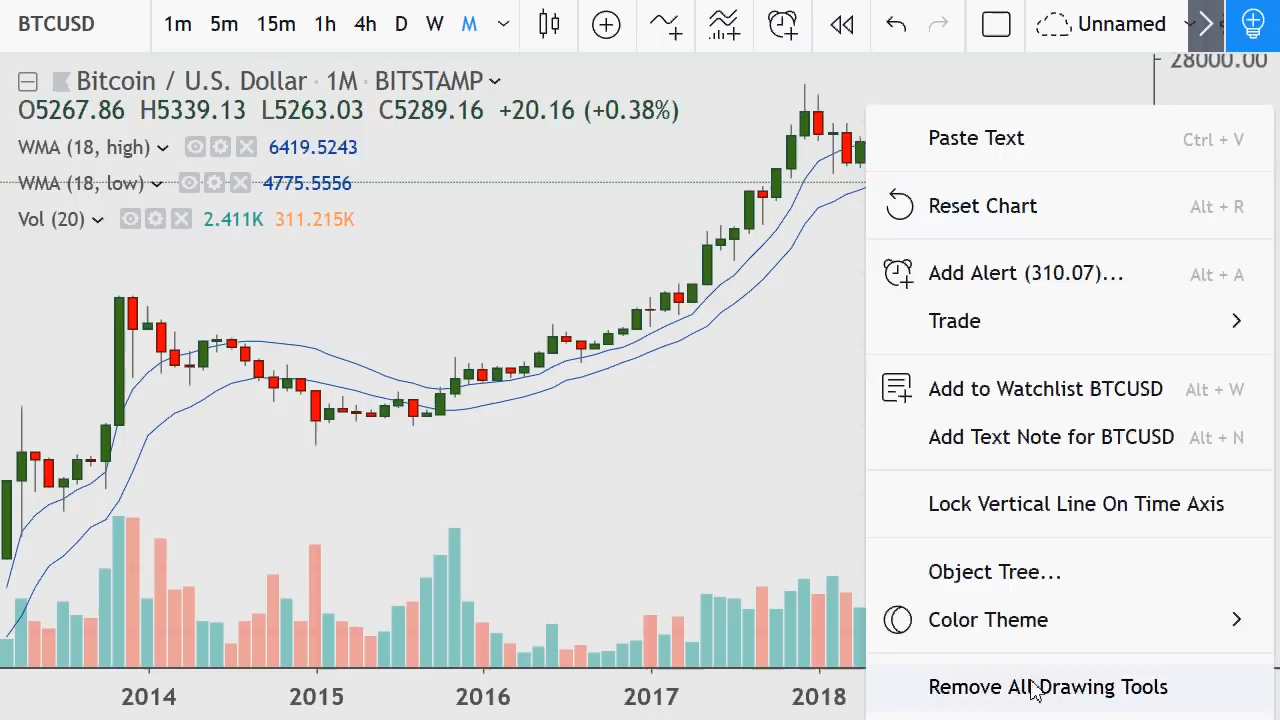 BTCUSD 1m 5m 15m 1h 4h D W M Unnamed
28000.00
Bitcoin / U.S. Dollar · 1M · BITSTAMP
O5267.86 H5339.13 L5263.03 C5289.16 +20.16 (+0.38%)
WMA (18, high) 6419.5243
WMA (18, low) 4775.5556
Vol (20) 2.411K 311.215K
Paste Text Ctrl + V
Reset Chart Alt + R
Add Alert (310.07)... Alt + A
Trade
Add to Watchlist BTCUSD Alt + W
Add Text Note for BTCUSD Alt + N
Lock Vertical Line On Time Axis
Object Tree...
Color Theme
Remove All Drawing Tools
2014 2015 2016 2017 2018